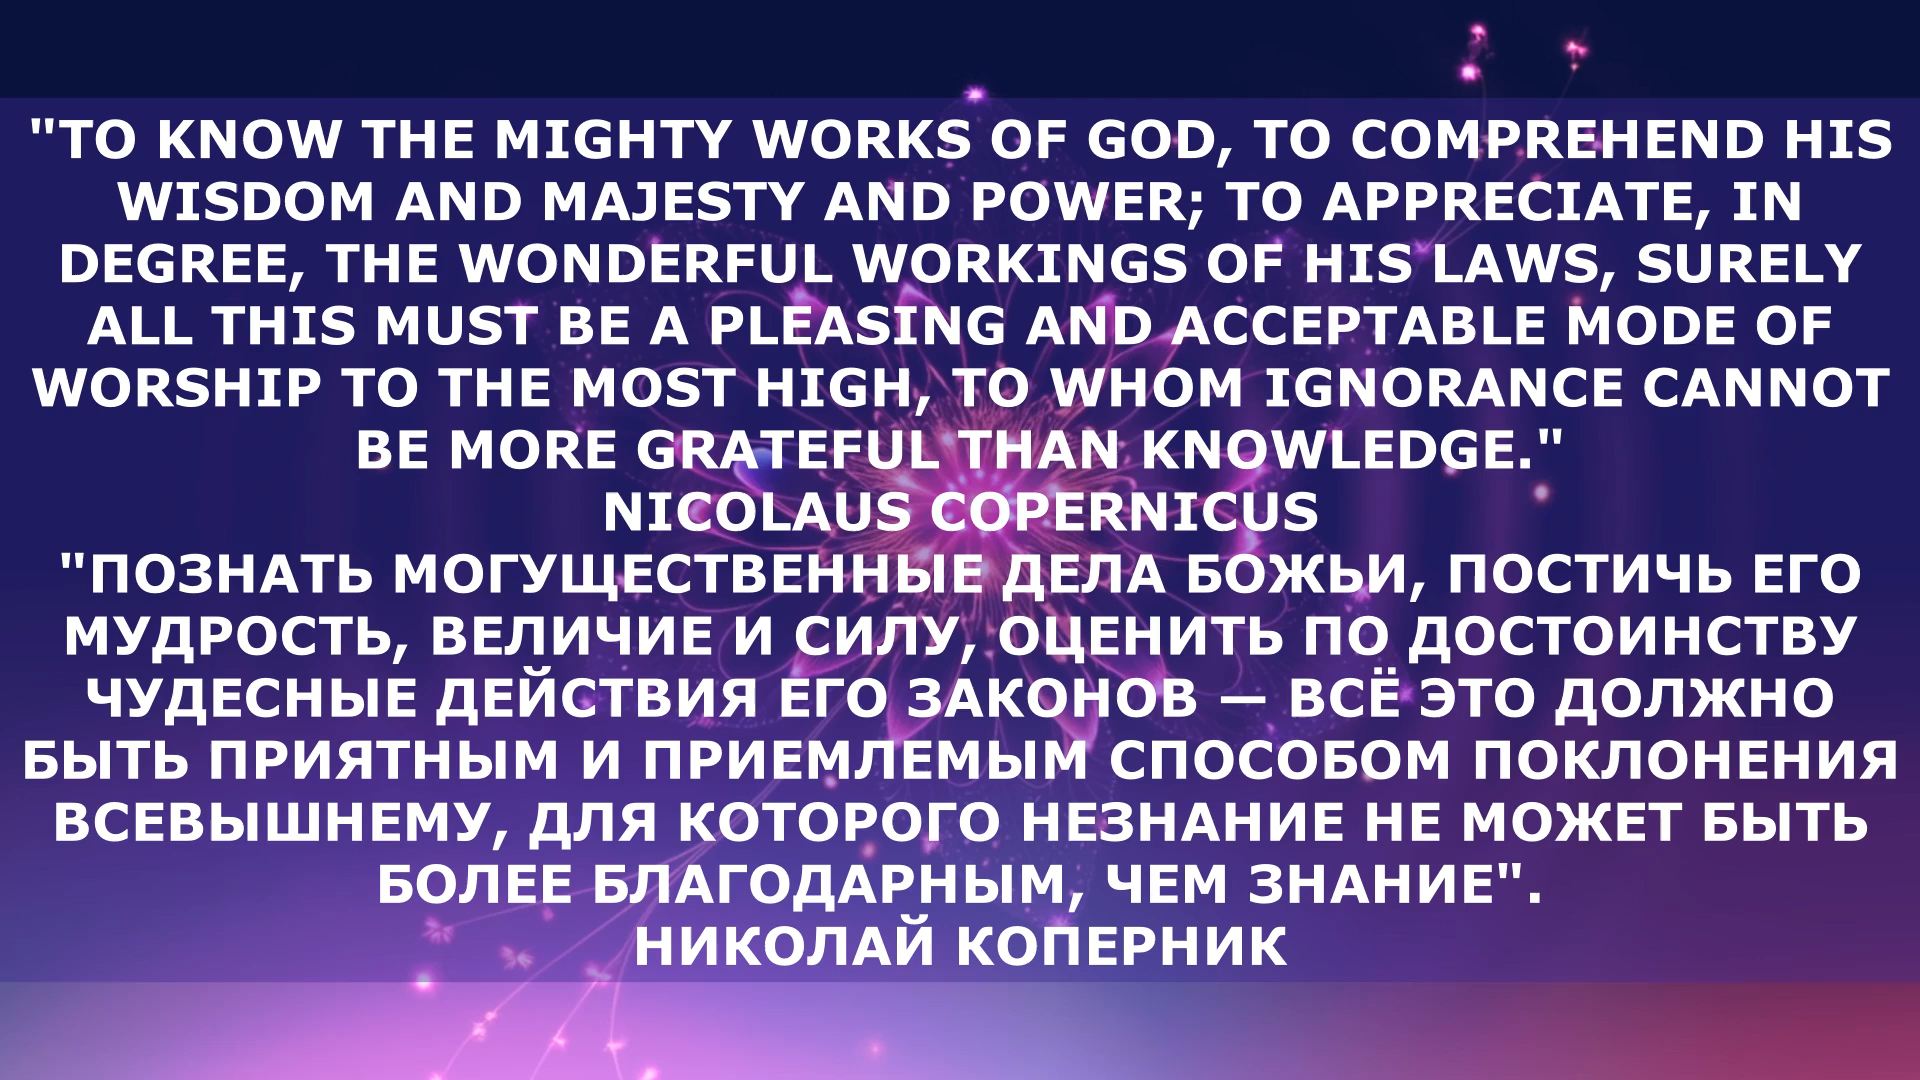 "TO KNOW THE MIGHTY WORKS OF GOD, TO COMPREHEND HIS
WISDOM AND MAJESTY AND POWER; TO APPRECIATE, IN
DEGREE, THE WONDERFUL WORKINGS OF HIS LAWS, SURELY
ALL THIS MUST BE A PLEASING AND ACCEPTABLE MODE OF
WORSHIP TO THE MOST HIGH, TO WHOM IGNORANCE CANNOT
BE MORE GRATEFUL THAN KNOWLEDGE."
NICOLAUS COPERNICUS
"ПОЗНАТЬ МОГУЩЕСТВЕННЫЕ ДЕЛА БОЖЬИ, ПОСТИЧЬ ЕГО
МУДРОСТЬ, ВЕЛИЧИЕ И СИЛУ, ОЦЕНИТЬ ПО ДОСТОИНСТВУ
ЧУДЕСНЫЕ ДЕЙСТВИЯ ЕГО ЗАКОНОВ — ВСЁ ЭТО ДОЛЖНО
БЫТЬ ПРИЯТНЫМ И ПРИЕМЛЕМЫМ СПОСОБОМ ПОКЛОНЕНИЯ
ВСЕВЫШНЕМУ, ДЛЯ КОТОРОГО НЕЗНАНИЕ НЕ МОЖЕТ БЫТЬ
БОЛЕЕ БЛАГОДАРНЫМ, ЧЕМ ЗНАНИЕ".
НИКОЛАЙ КОПЕРНИК